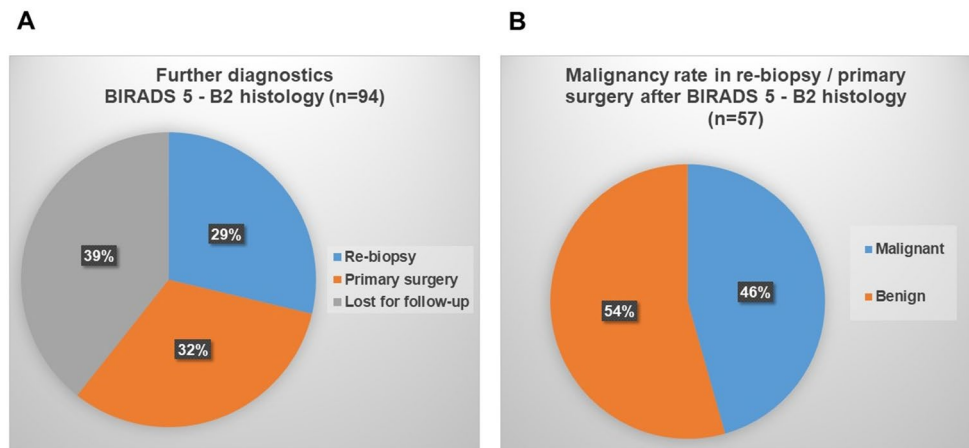 A
Further diagnostics
BIRADS 5 - B2 histology (n=94)
29%
39%
32%
Re-biopsy
Primary surgery
Lost for follow-up
B
Malignancy rate in re-biopsy / primary
surgery after BIRADS 5 - B2 histology
(n=57)
46%
54%
Malignant
Benign